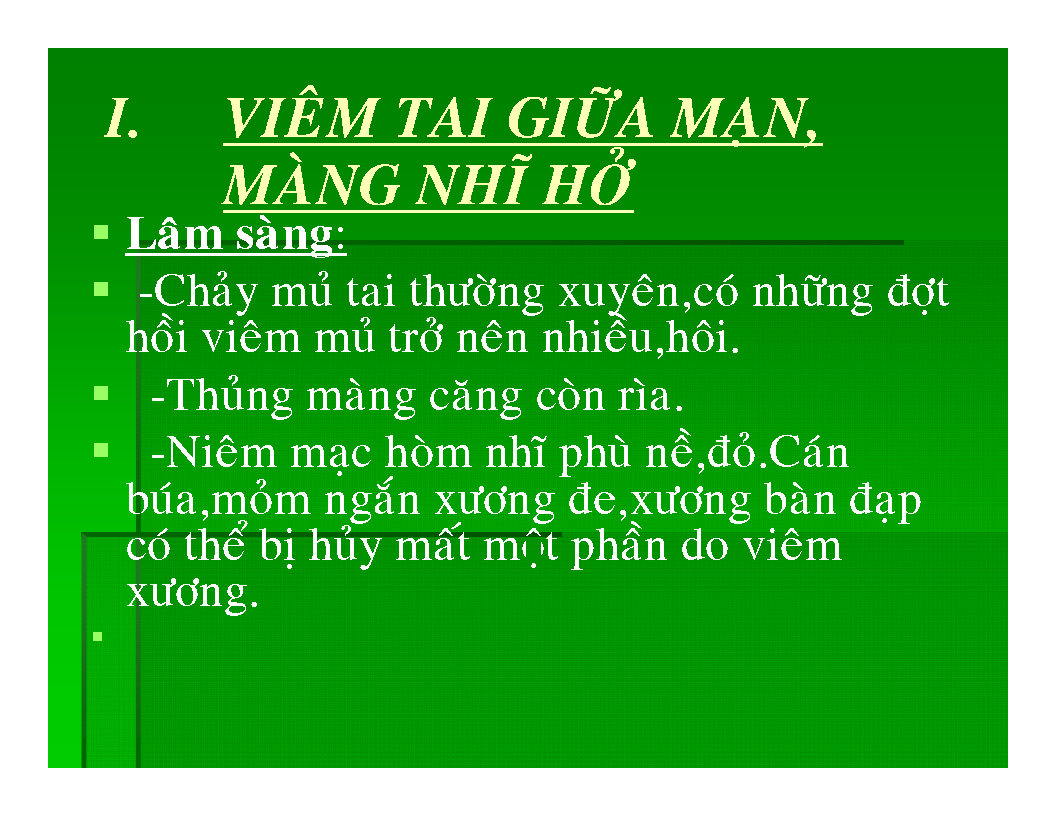 I. VIÊM TAI GIỮA MẠN,
MÀNG NHĨ HỞ
Lâm sàng:
-Chảy mủ tai thường xuyên,có những đợt
hồi viêm mủ trở nên nhiều,hôi.
-Thủng màng căng còn rìa.
-Niêm mạc hòm nhĩ phù nề,đỏ.Cán
búa,mỏm ngắn xương đe,xương bàn đạp
có thể bị hủy mất một phần do viêm
xương.